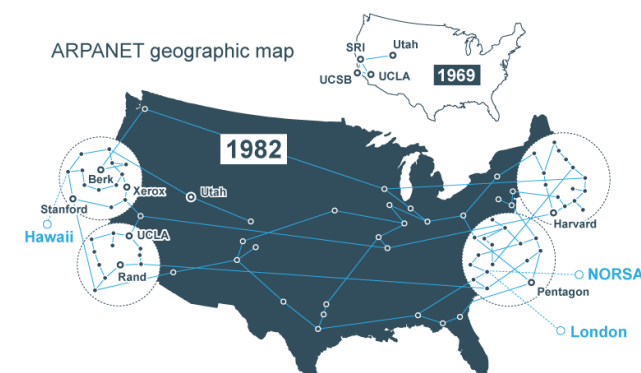 ARPANET geographic map
SRI
Utah
UCSB
UCLA
1969
1982
Berk
Xerox
Utah
Stanford
Hawaii
UCLA
Rand
Harvard
NORSA
Pentagon
London